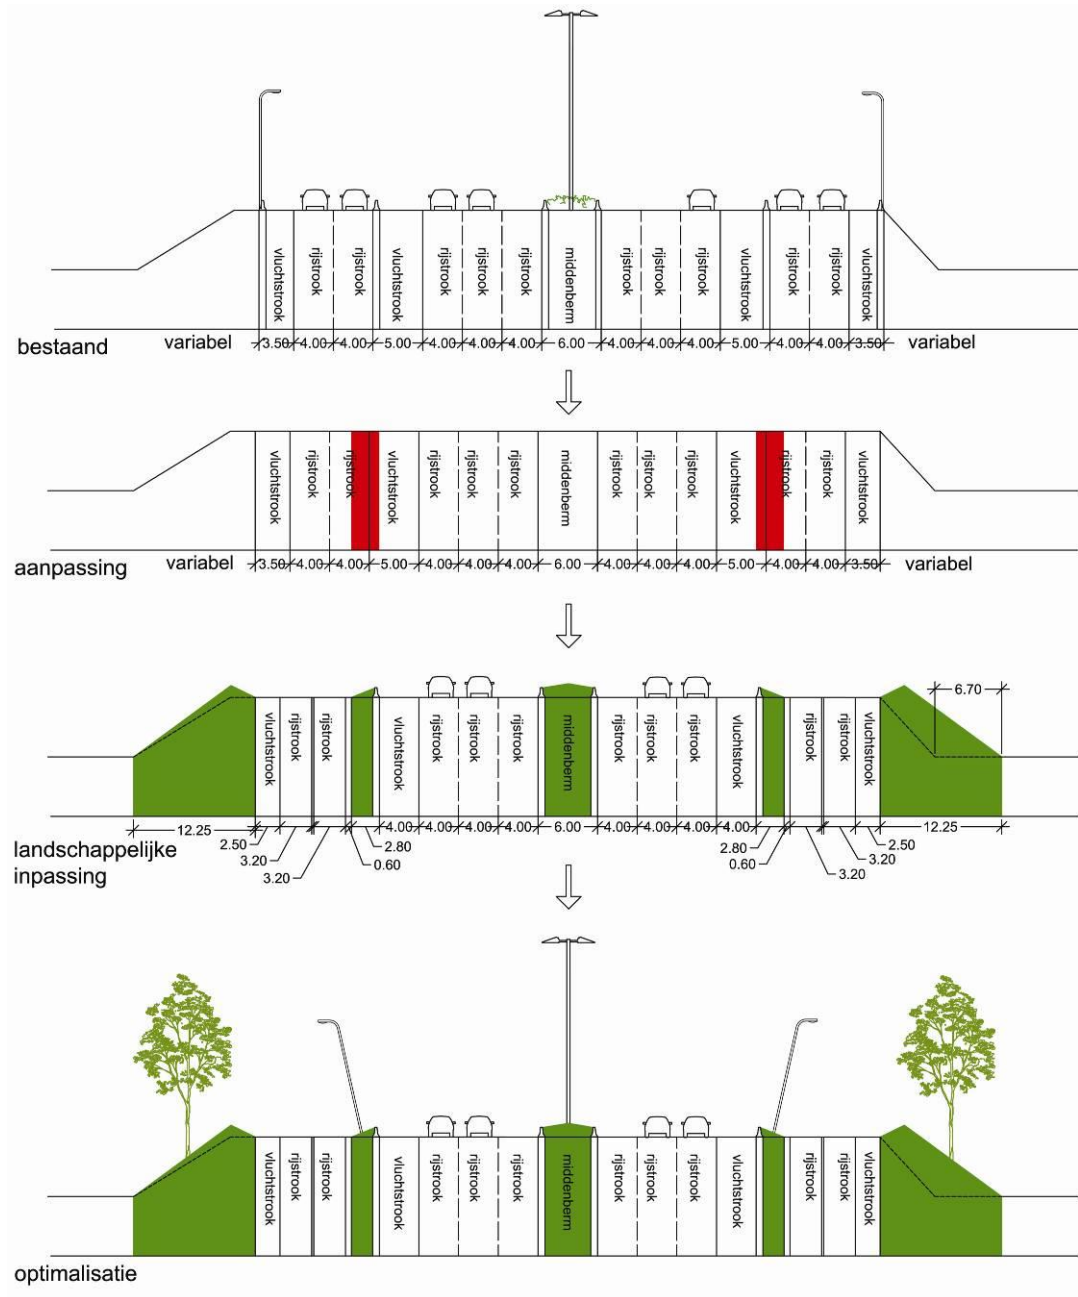 vluchtstrook rijstrook rijstrook vluchtstrook rijstrook rijstrook rijstrook middenberm rijstrook rijstrook rijstrook vluchtstrook rijstrook rijstrook vluchtstrook
bestaand variabel 3.50 4.00 4.00 5.00 4.00 4.00 4.00 6.00 4.00 4.00 4.00 5.00 4.00 4.00 3.50 variabel
vluchtstrook rijstrook rijstrook vluchtstrook rijstrook rijstrook rijstrook middenberm rijstrook rijstrook rijstrook vluchtstrook rijstrook rijstrook vluchtstrook
aanpassing variabel 3.50 4.00 4.00 5.00 4.00 4.00 4.00 6.00 4.00 4.00 4.00 5.00 4.00 4.00 3.50 variabel
6.70
vluchtstrook rijstrook rijstrook vluchtstrook rijstrook rijstrook rijstrook middenberm rijstrook rijstrook rijstrook vluchtstrook rijstrook rijstrook vluchtstrook
12.25 4.00 4.00 4.00 4.00 6.00 4.00 4.00 4.00 4.00 12.25
2.50 2.80 2.80 2.50
landschappelijke 3.20 0.60 0.60 3.20
inpassing 3.20 3.20
vluchtstrook rijstrook rijstrook vluchtstrook rijstrook rijstrook rijstrook middenberm rijstrook rijstrook rijstrook vluchtstrook rijstrook rijstrook vluchtstrook
optimalisatie